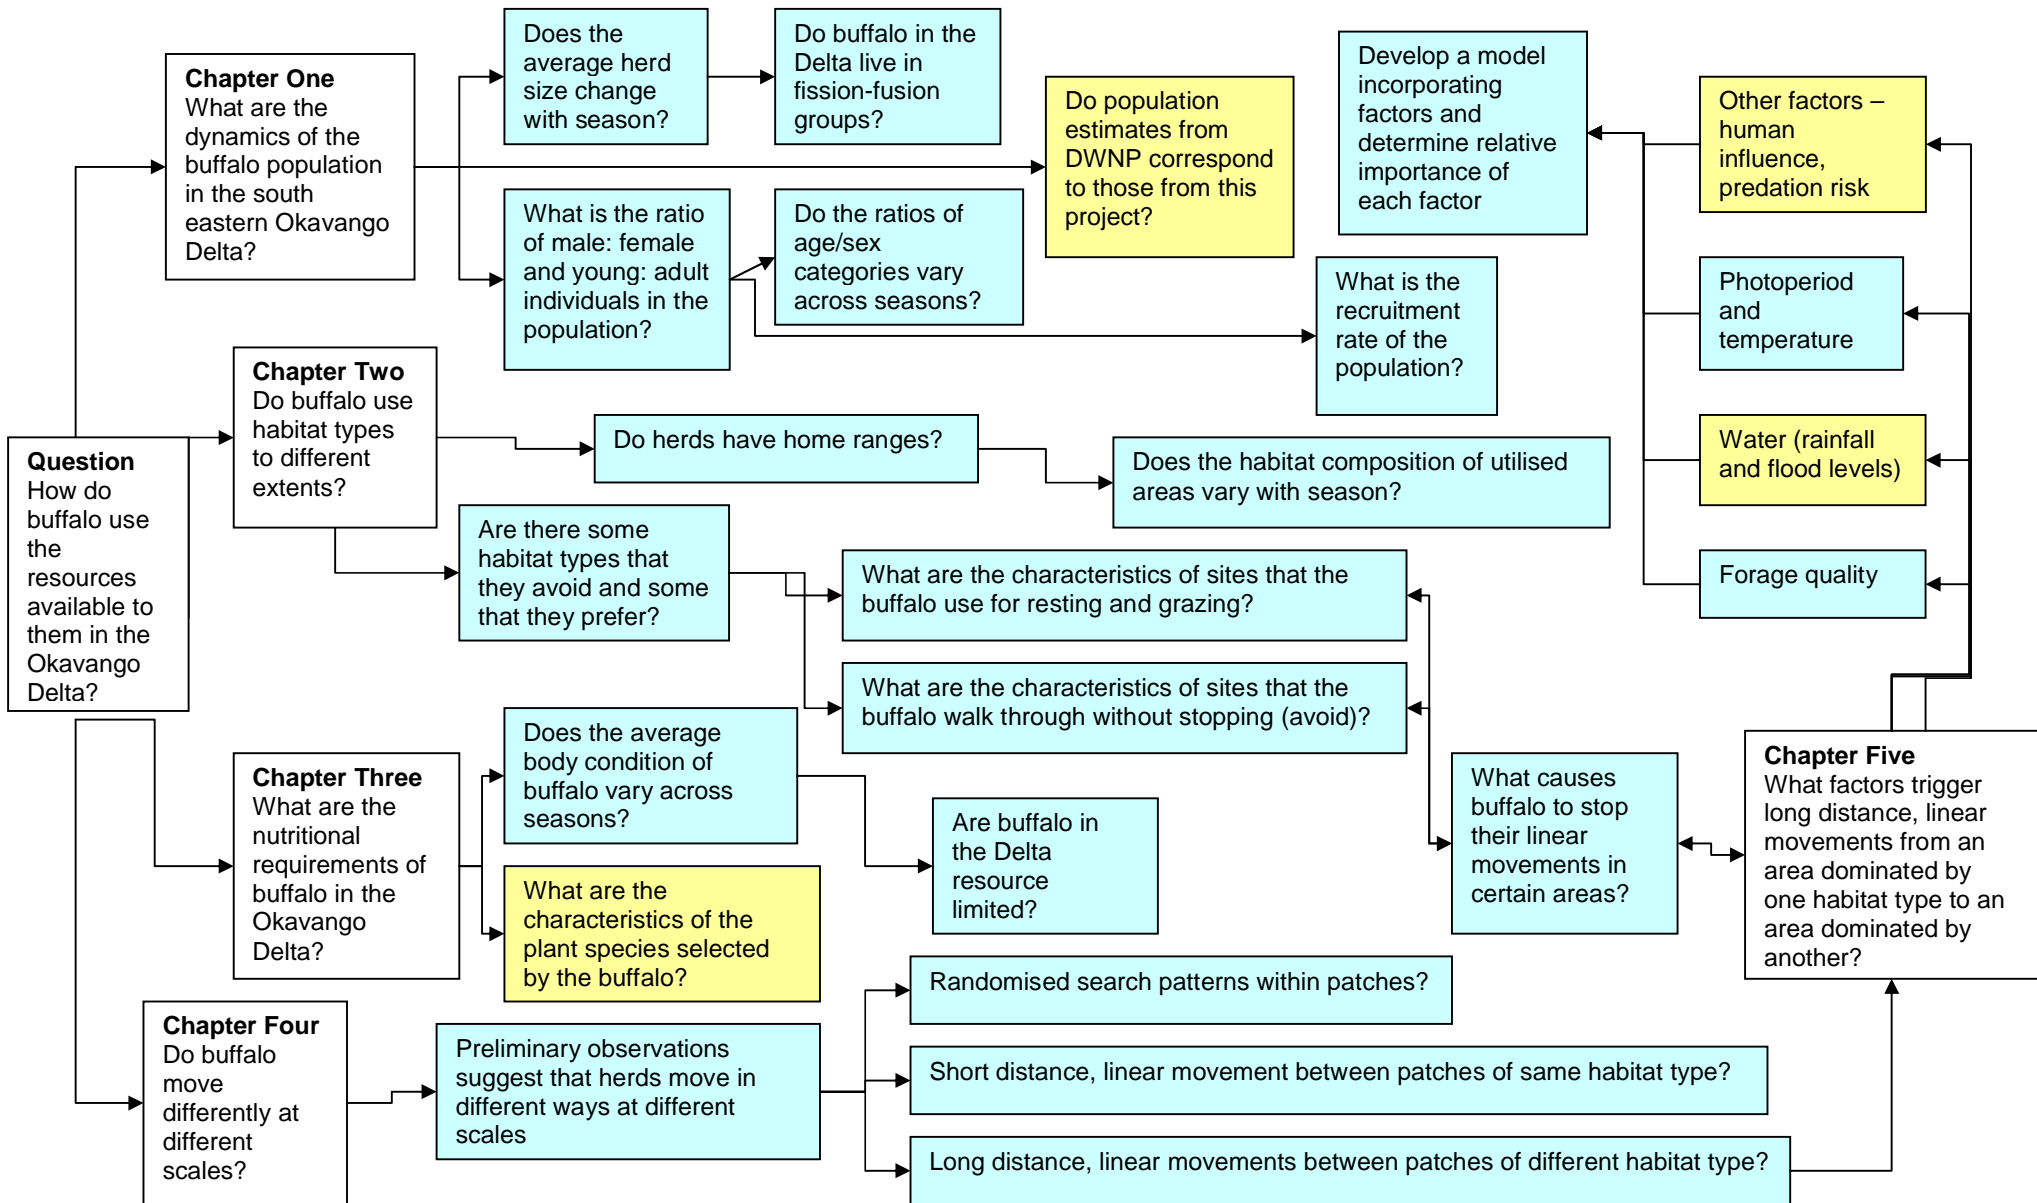 Question
How do
buffalo use
the
resources
available to
them in the
Okavango
Delta?
Chapter One
What are the
dynamics of the
buffalo population
in the south
eastern Okavango
Delta?
Does the
average herd
size change
with season?
Do buffalo in the
Delta live in
fission-fusion
groups?
Do population
estimates from
DWNP correspond
to those from this
project?
What is the ratio
of male: female
and young: adult
individuals in the
population?
Do the ratios of
age/sex
categories vary
across seasons?
What is the
recruitment
rate of the
population?
Chapter Two
Do buffalo use
habitat types
to different
extents?
Do herds have home ranges?
Does the habitat composition of utilised
areas vary with season?
Are there some
habitat types that
they avoid and some
that they prefer?
What are the characteristics of sites that the
buffalo use for resting and grazing?
What are the characteristics of sites that the
buffalo walk through without stopping (avoid)?
Chapter Three
What are the
nutritional
requirements of
buffalo in the
Okavango
Delta?
Does the average
body condition of
buffalo vary across
seasons?
Are buffalo in
the Delta
resource
limited?
What are the
characteristics of the
plant species selected
by the buffalo?
Chapter Four
Do buffalo
move
differently at
different
scales?
Preliminary observations
suggest that herds move in
different ways at different
scales
Randomised search patterns within patches?
Short distance, linear movement between patches of same habitat type?
Long distance, linear movements between patches of different habitat type?
What causes
buffalo to stop
their linear
movements in
certain areas?
Chapter Five
What factors trigger
long distance, linear
movements from an
area dominated by
one habitat type to an
area dominated by
another?
Develop a model
incorporating
factors and
determine relative
importance of
each factor
Other factors –
human
influence,
predation risk
Photoperiod
and
temperature
Water (rainfall
and flood levels)
Forage quality